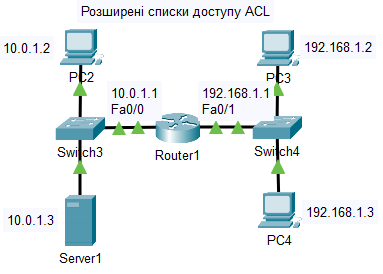 Розширені списки доступу ACL
10.0.1.2
PC2
192.168.1.2
PC3
10.0.1.1
Fa0/0
192.168.1.1
Fa0/1
Switch3
Router1
Switch4
10.0.1.3
Server1
192.168.1.3
PC4